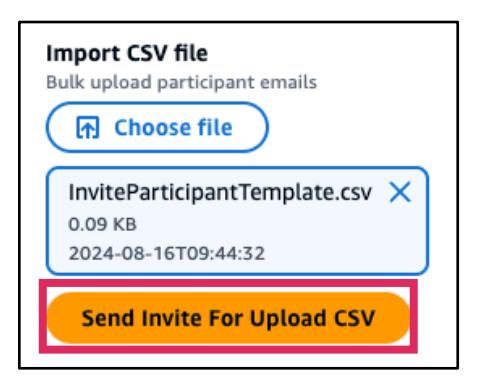 Import CSV file
Bulk upload participant emails
Choose file
InviteParticipantTemplate.csv
0.09 KB
2024-08-16T09:44:32
Send Invite For Upload CSV